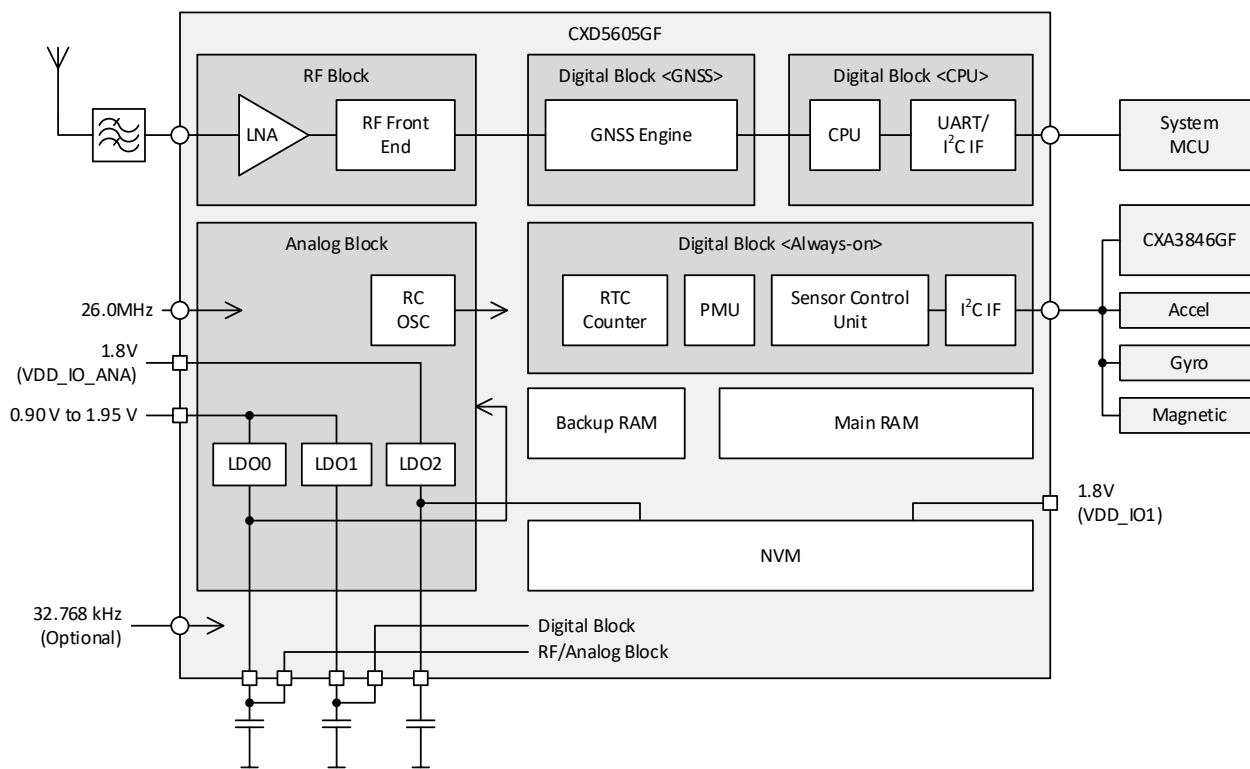 CXD5605GF
RF Block
LNA
RF Front
End
Digital Block <GNSS>
GNSS Engine
Digital Block <CPU>
CPU
UART/
I²C IF
System
MCU
Analog Block
RC
OSC
Digital Block <Always-on>
RTC
Counter
PMU
Sensor Control
Unit
I²C IF
CXA3846GF
Accel
Gyro
Magnetic
26.0MHz
1.8V
(VDD_IO_ANA)
0.90 V to 1.95 V
LDO0
LDO1
LDO2
Backup RAM
Main RAM
1.8V
(VDD_IO1)
NVM
32.768 kHz
(Optional)
Digital Block
RF/Analog Block